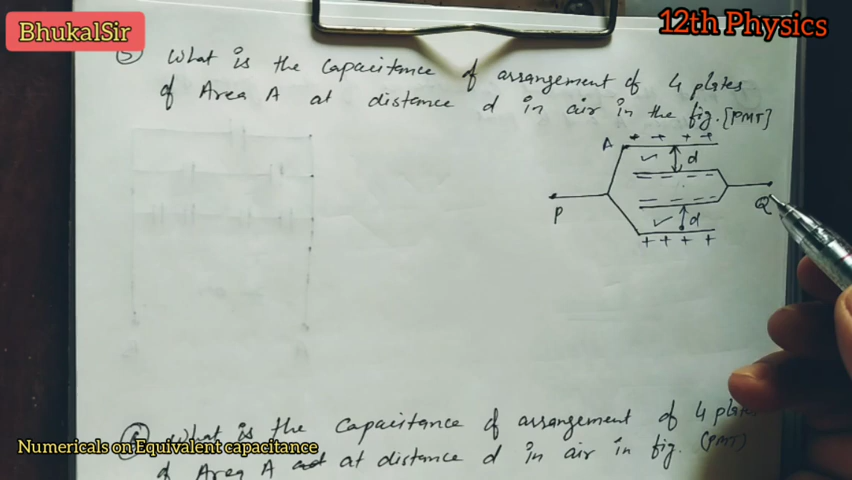 BhukalSir
12th Physics
5) What is the capacitance of arrangement of 4 plates
of Area A at distance d in air in the fig. [PMT]
A + + + +
d
P
Q
d
+ + + +
6 What is the capacitance of arrangement of 4 plates
Numericals on Equivalent capacitance
of Area A at distance d in air in fig. (PMT)